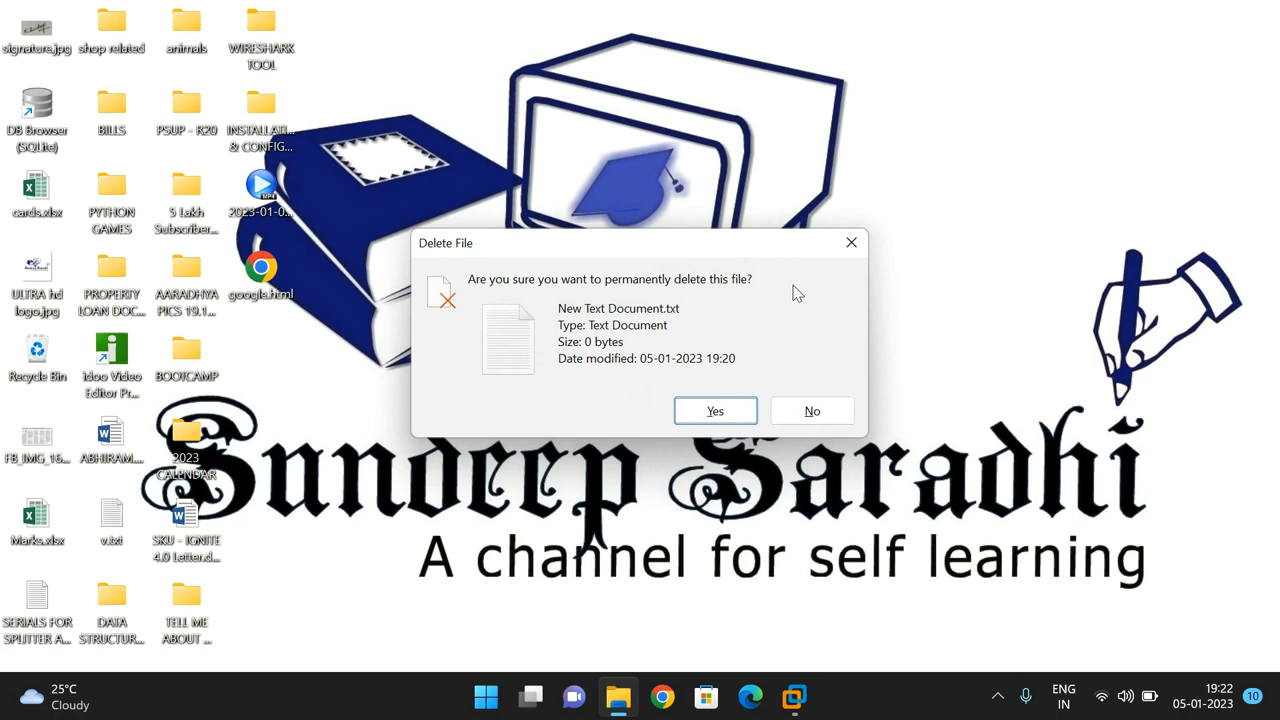 signature.jpg
shop related
animals
WIRESHARK
TOOL
DB Browser
(SQLite)
BILLS
PSUP - R20
INSTALLATI...
& CONFIG...
cards.xlsx
PYTHON
GAMES
5 Lakh
Subscriber...
MP4
2023-01-0...
ULTRA hd
logo.jpg
PROPERTY
LOAN DOC...
AARADHYA
PICS 19.1...
google.html
Recycle Bin
idoo Video
Editor Pr...
BOOTCAMP
FB_IMG_16...
ABHIRAM....
2023
CALENDAR
Marks.xlsx
v.txt
SKU - IGNITE
4.0 Letter.d...
SERIALS FOR
SPLITTER A...
DATA
STRUCTUR...
TELL ME
ABOUT ...
Delete File
Are you sure you want to permanently delete this file?
New Text Document.txt
Type: Text Document
Size: 0 bytes
Date modified: 05-01-2023 19:20
Yes
No
Sundeep Saradhi
A channel for self learning
25°C
Cloudy
ENG
IN
19:22
05-01-2023
10